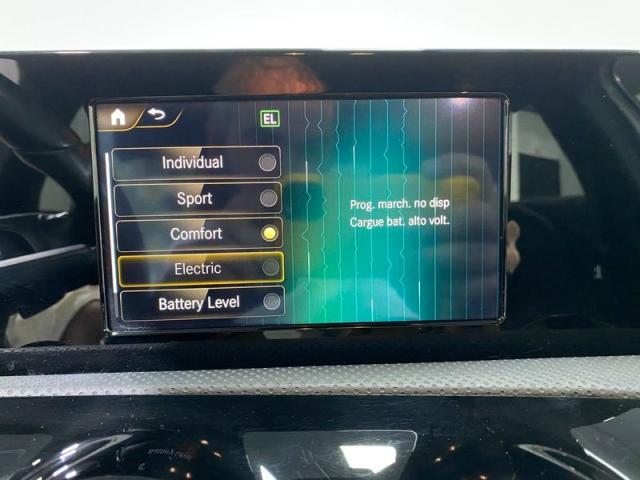 EL
Individual
Sport
Comfort
Electric
Battery Level
Prog. march. no disp
Cargue bat. alto volt.